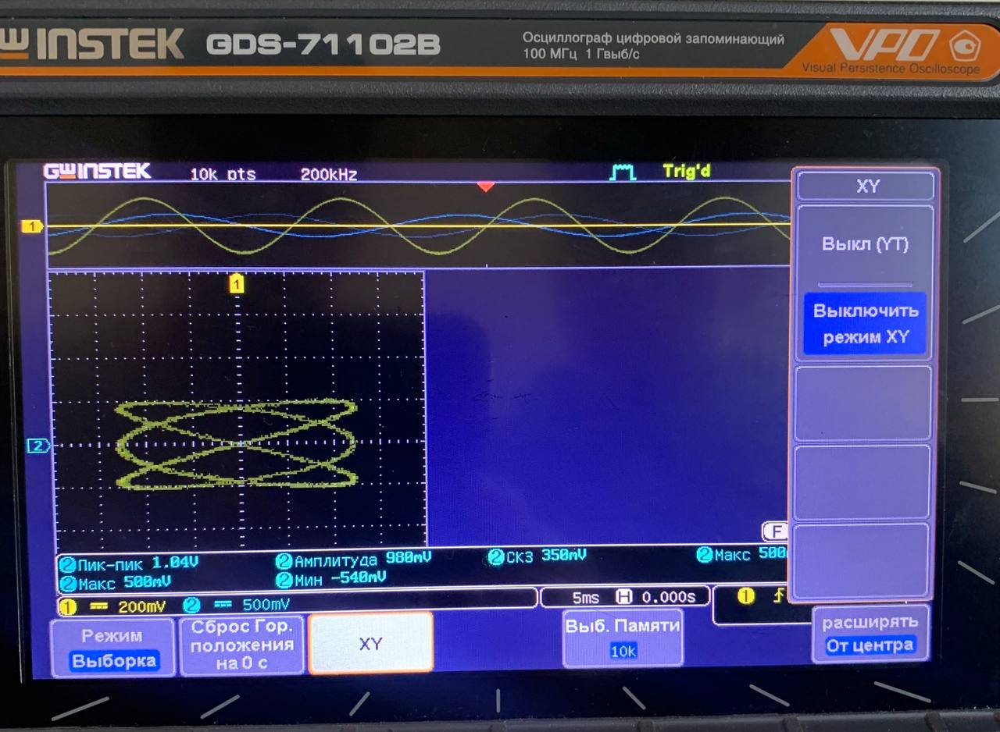 GW INSTEK GDS-71102B
Осциллограф цифровой запоминающий
100 МГц 1 Гвыб/с
VPO
Visual Persistence Oscilloscope
GW INSTEK 10k pts 200kHz Trig'd
XY
1
Выкл (YT)
1
Выключить
режим XY
2
F
2 Пик-пик 1.04V 2 Амплитуда 980mV 2 СКЗ 350mV 2 Макс 500
2 Макс 500mV 2 Мин -540mV
1 200mV 2 500mV 5ms H 0.000s 1
Режим
Выборка
Сброс Гор.
положения
на 0 с
XY
Выб. Памяти
10k
расширять
От центра